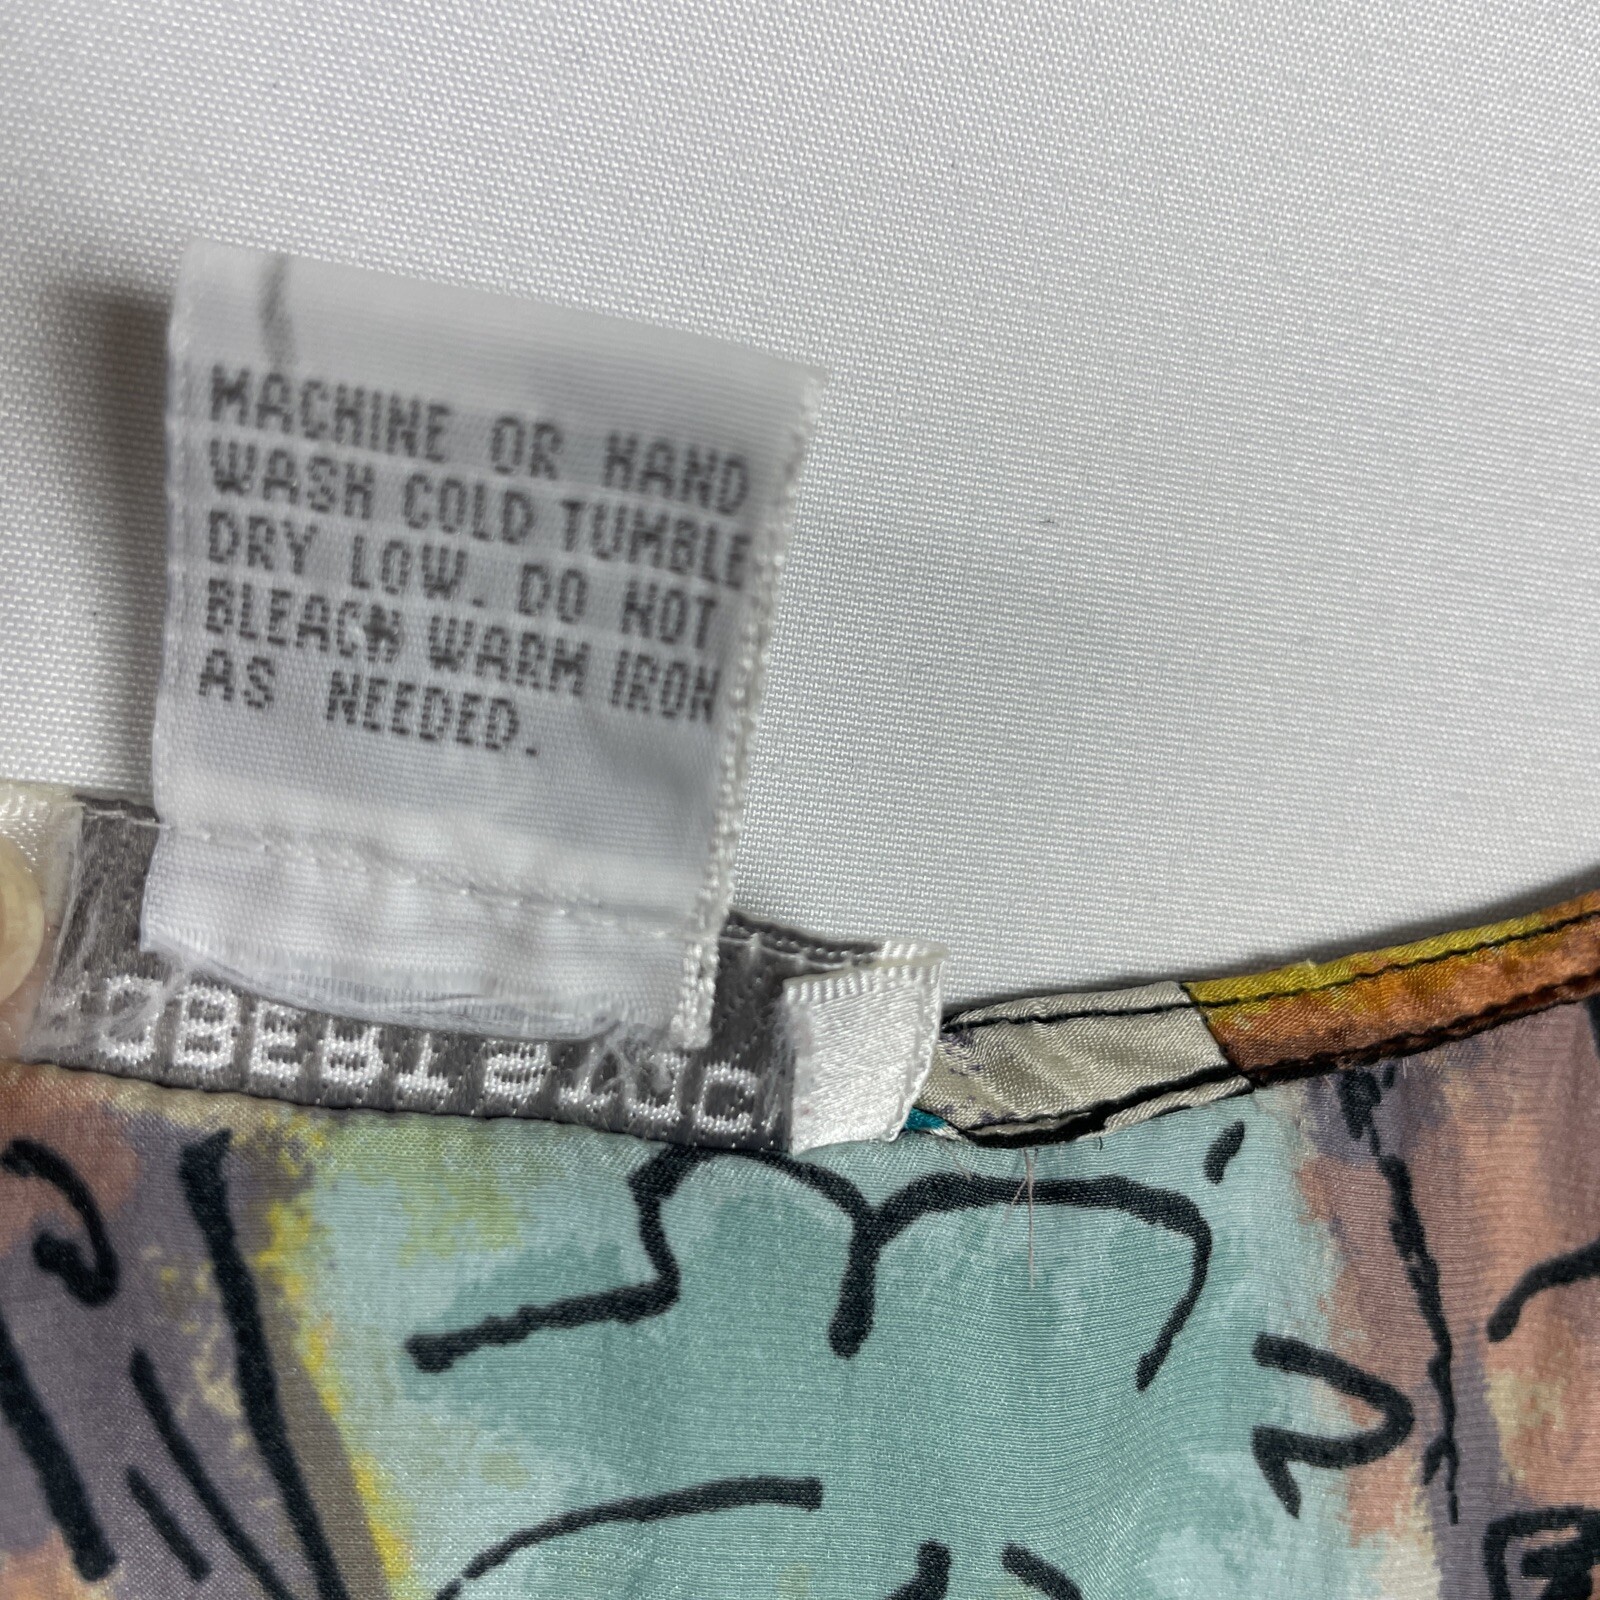 MACHINE OR HAND
WASH COLD TUMBLE
DRY LOW. DO NOT
BLEACH WARM IRON
AS NEEDED.